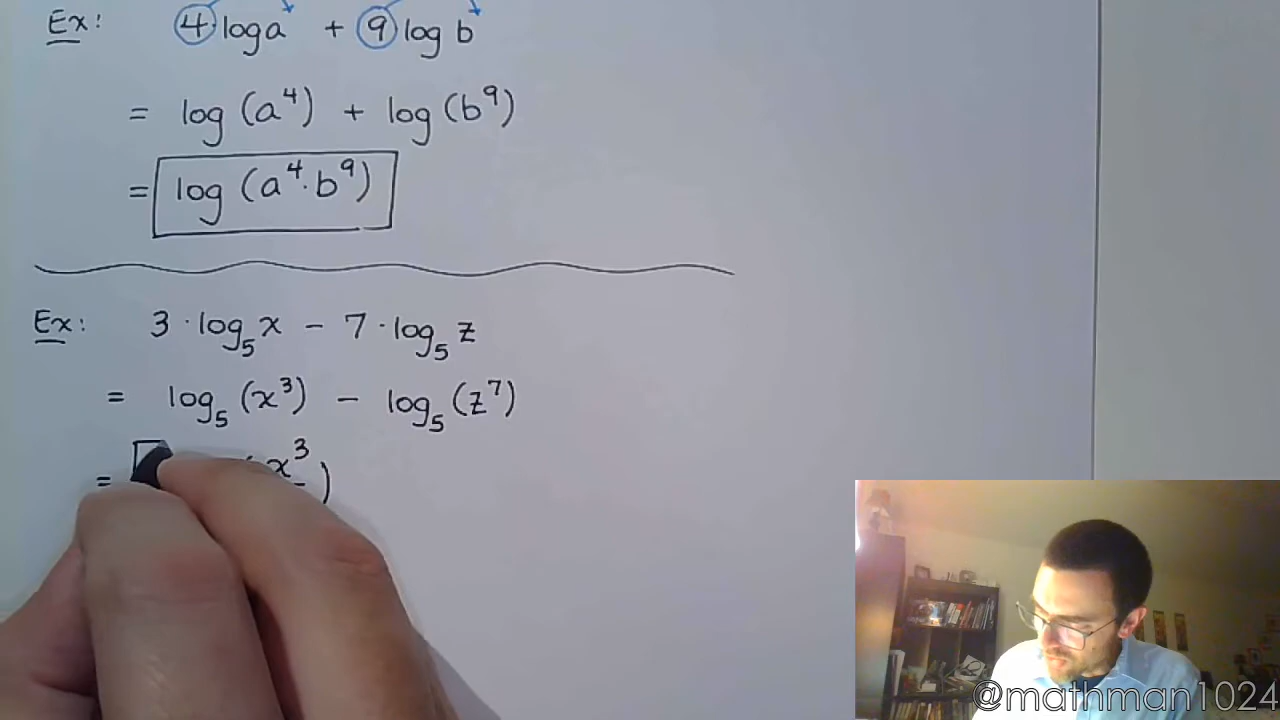 Ex: 4 log a + 9 log b
= log (a⁴) + log (b⁹)
= log (a⁴·b⁹)
Ex: 3 · log₅ x − 7 · log₅ z
= log₅ (x³) − log₅ (z⁷)
= x³ )
@mathman1024